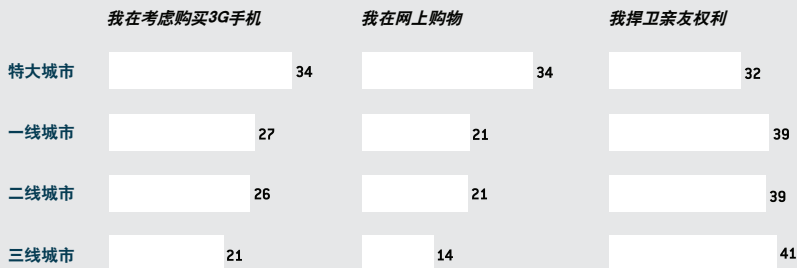 我在考虑购买3G手机 我在网上购物 我捍卫亲友权利
特大城市 34 34 32
一线城市 27 21 39
二线城市 26 21 39
三线城市 21 14 41